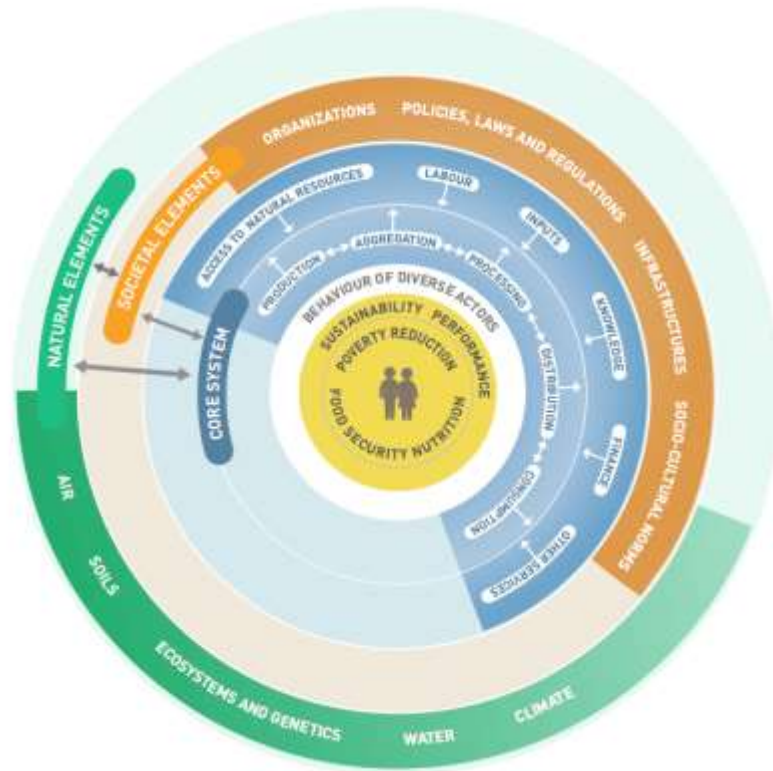 NATURAL ELEMENTS
SOCIETAL ELEMENTS
CORE SYSTEM
ORGANIZATIONS
POLICIES, LAWS AND REGULATIONS
INFRASTRUCTURES
SOCIO-CULTURAL NORMS
ACCESS TO NATURAL RESOURCES
LABOUR
INPUTS
KNOWLEDGE
FINANCE
OTHER SERVICES
PRODUCTION
AGGREGATION
PROCESSING
DISTRIBUTION
CONSUMPTION
BEHAVIOUR OF DIVERSE ACTORS
SUSTAINABILITY PERFORMANCE
POVERTY REDUCTION
FOOD SECURITY NUTRITION
AIR
SOILS
ECOSYSTEMS AND GENETICS
WATER
CLIMATE